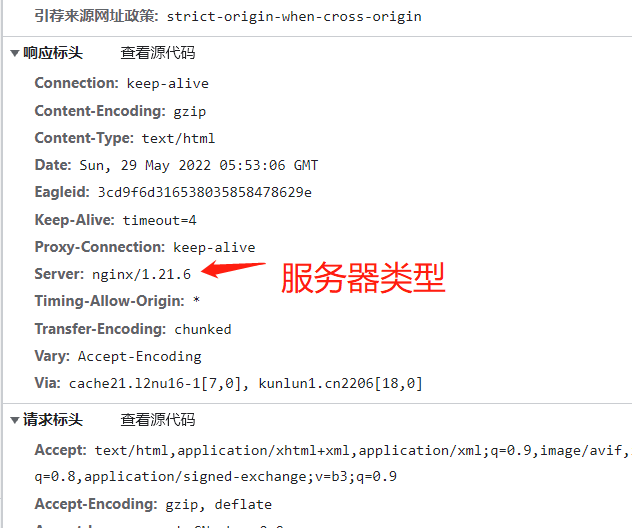 引荐来源网址政策: strict-origin-when-cross-origin
响应标头 查看源代码
Connection: keep-alive
Content-Encoding: gzip
Content-Type: text/html
Date: Sun, 29 May 2022 05:53:06 GMT
Eagleid: 3cd9f6d316538035858478629e
Keep-Alive: timeout=4
Proxy-Connection: keep-alive
Server: nginx/1.21.6 服务器类型
Timing-Allow-Origin: *
Transfer-Encoding: chunked
Vary: Accept-Encoding
Via: cache21.l2nu16-1[7,0], kunlun1.cn2206[18,0]
请求标头 查看源代码
Accept: text/html,application/xhtml+xml,application/xml;q=0.9,image/avif,
q=0.8,application/signed-exchange;v=b3;q=0.9
Accept-Encoding: gzip, deflate